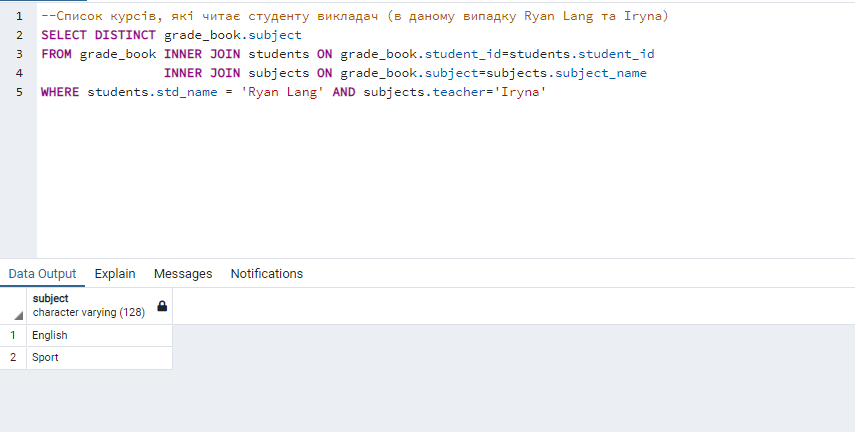 1 --Список курсів, які читає студенту викладач (в даному випадку Ryan Lang та Iryna)
2 SELECT DISTINCT grade_book.subject
3 FROM grade_book INNER JOIN students ON grade_book.student_id=students.student_id
4 INNER JOIN subjects ON grade_book.subject=subjects.subject_name
5 WHERE students.std_name = 'Ryan Lang' AND subjects.teacher='Iryna'
Data Output Explain Messages Notifications
subject
character varying (128)
1 English
2 Sport